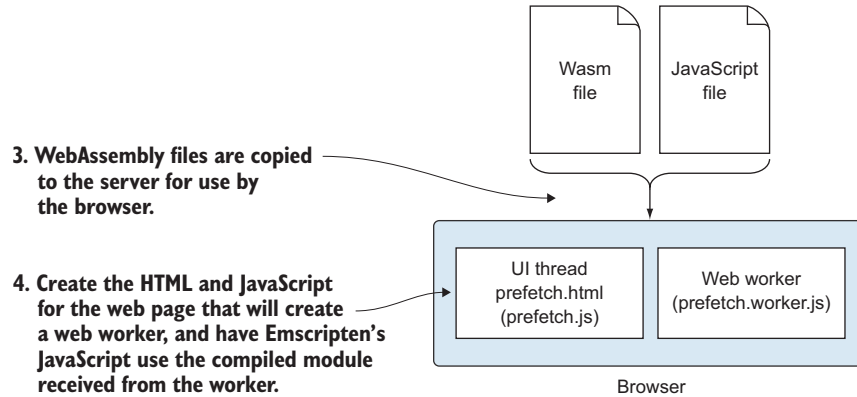 Wasm
file
JavaScript
file
3. WebAssembly files are copied
to the server for use by
the browser.
4. Create the HTML and JavaScript
for the web page that will create
a web worker, and have Emscripten’s
JavaScript use the compiled module
received from the worker.
UI thread
prefetch.html
(prefetch.js)
Web worker
(prefetch.worker.js)
Browser